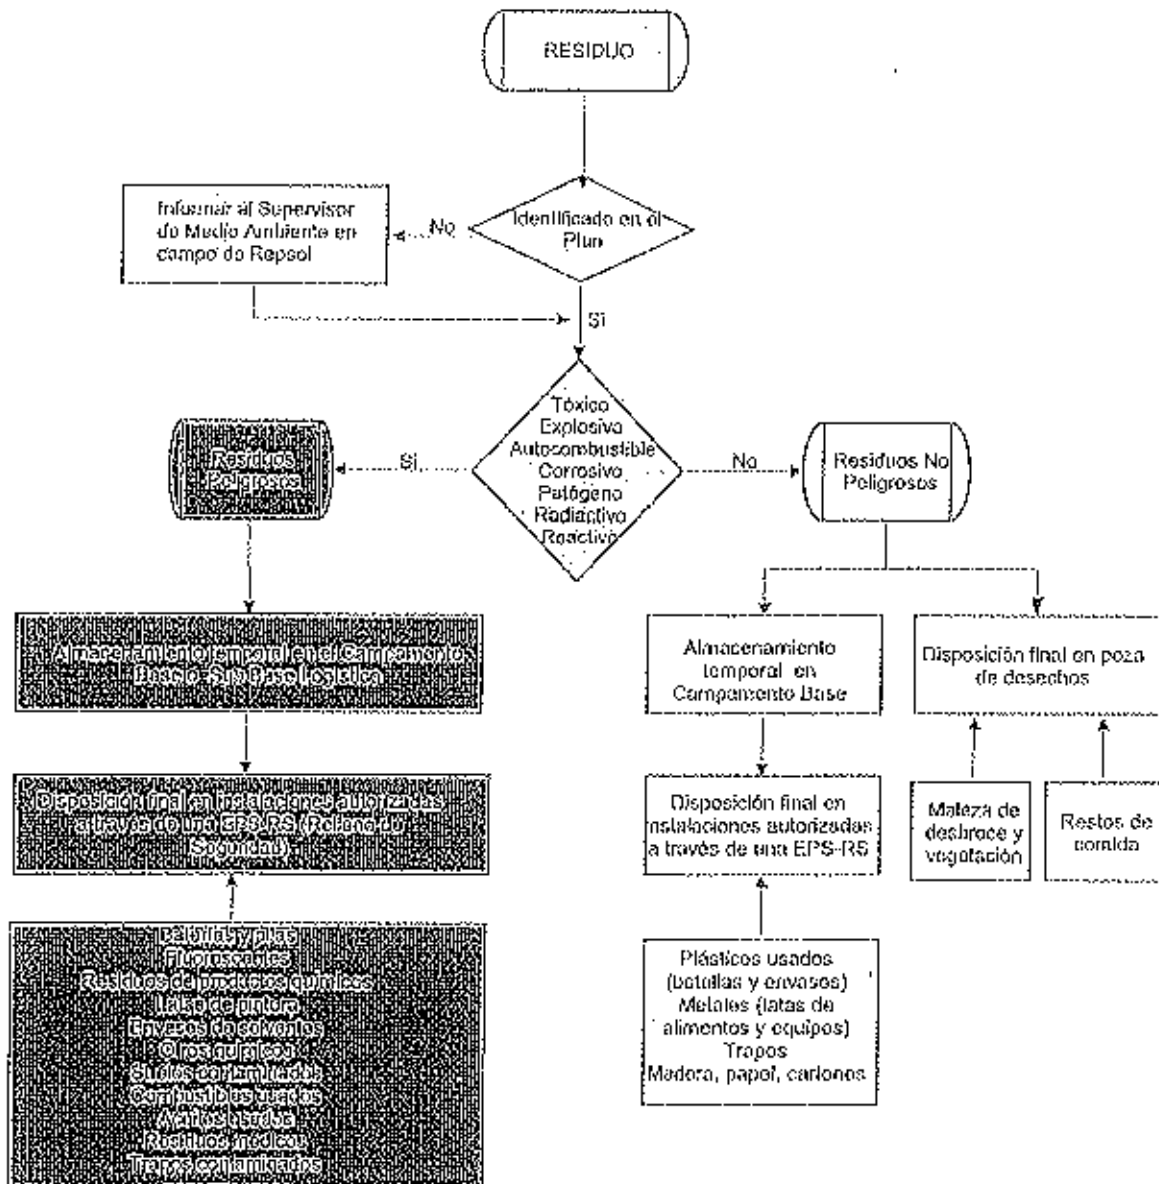 RESIDUO
Identificado en el
Plan
No
Informar al Supervisor
de Medio Ambiente en
campo de Repsol
Sí
Tóxico
Explosivo
Autocombustible
Corrosivo
Patógeno
Radiactivo
Reactivo
Si
No
Residuos
Peligrosos
Residuos No
Peligrosos
Almacenamiento temporal en el Campamento
Base o Sub Base Logística
Almacenamiento
temporal en
Campamento Base
Disposición final en poza
de desechos
Disposición final en instalaciones autorizadas
a través de una EPS-RS (Relleno de
Seguridad)
Disposición final en
instalaciones autorizadas
a través de una EPS-RS
Maleza de
desbroce y
vegetación
Restos de
comida
Baterías y pilas
Fluorescentes
Residuos de productos químicos
Latas de pintura
Envases de solventes
Otros químicos
Suelos contaminados
Combustibles usados
Aceites usados
Residuos médicos
Trapos contaminados
Plásticos usados
(botellas y envases)
Metales (latas de
alimentos y equipos)
Trapos
Madera, papel, cartones